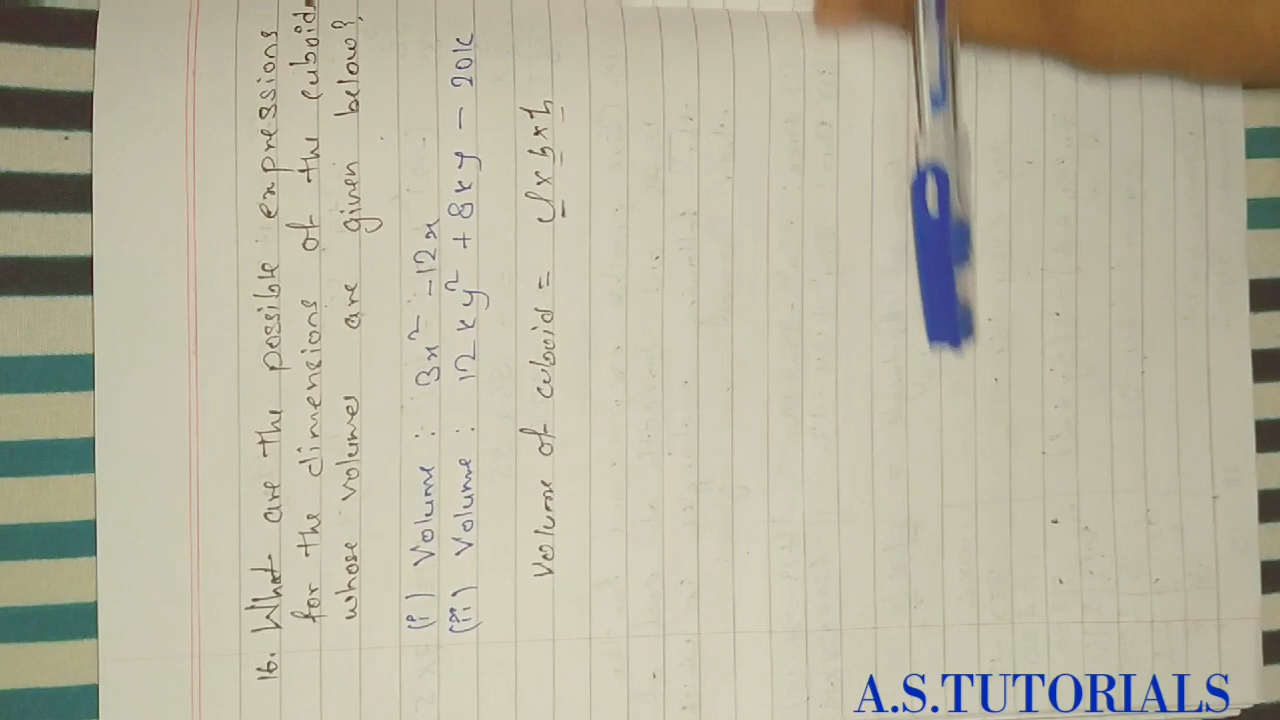 16. What are the possible expressions
for the dimensions of the cuboid
whose volumes are given below?
(i) Volume : 3x² - 12x
(ii) Volume : 12ky² + 8ky - 20k
Volume of cuboid = l x b x h
A.S.TUTORIALS